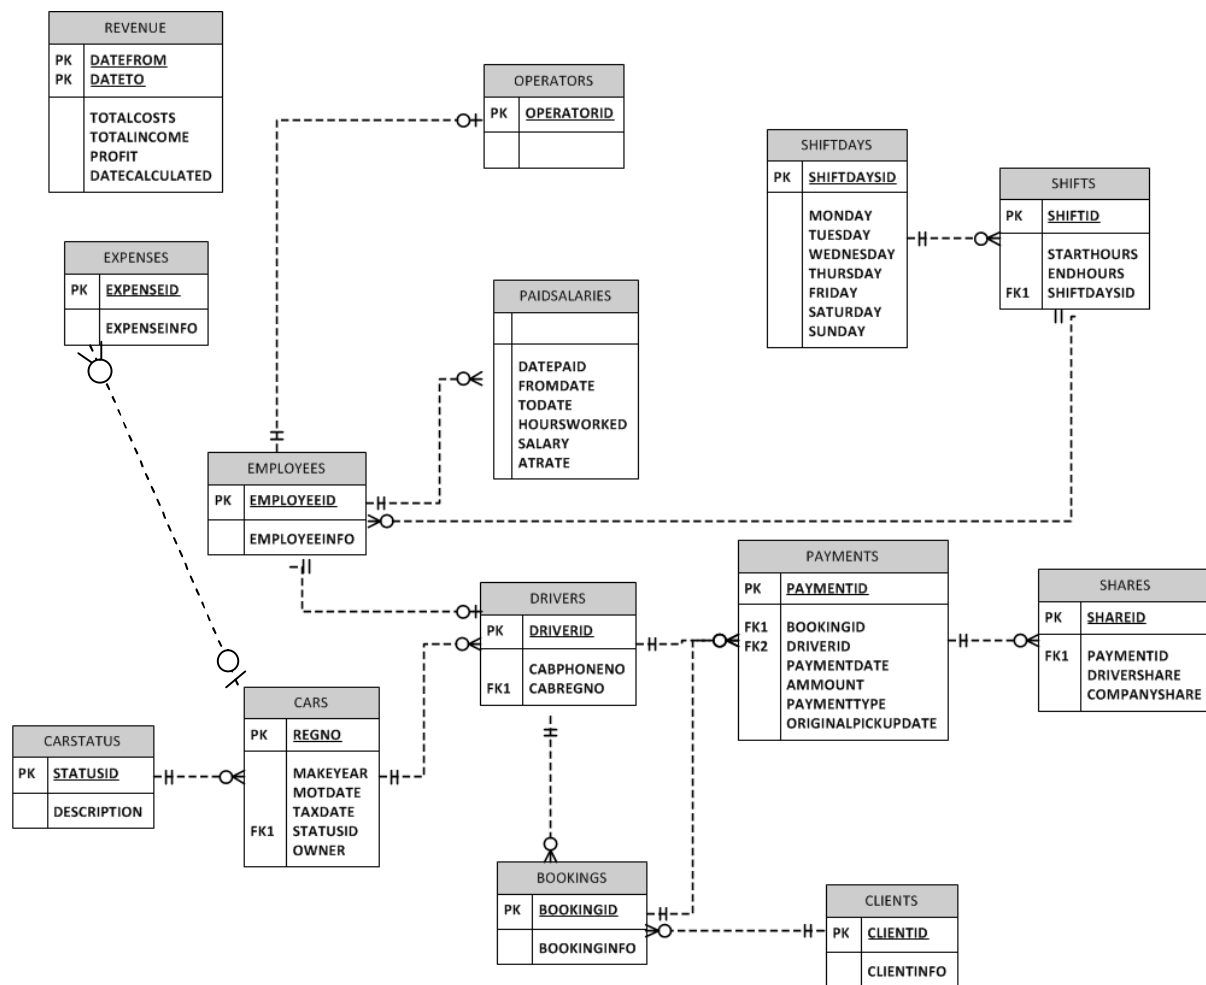 REVENUE
PK DATEFROM
PK DATETO
TOTALCOSTS
TOTALINCOME
PROFIT
DATECALCULATED
OPERATORS
PK OPERATORID
SHIFTDAYS
PK SHIFTDAYSID
MONDAY
TUESDAY
WEDNESDAY
THURSDAY
FRIDAY
SATURDAY
SUNDAY
SHIFTS
PK SHIFTID
STARTHOURS
ENDHOURS
FK1 SHIFTDAYSID
EXPENSES
PK EXPENSEID
EXPENSEINFO
PAIDSALARIES
DATEPAID
FROMDATE
TODATE
HOURSWORKED
SALARY
ATRATE
EMPLOYEES
PK EMPLOYEEID
EMPLOYEEINFO
PAYMENTS
PK PAYMENTID
FK1 BOOKINGID
FK2 DRIVERID
PAYMENTDATE
AMMOUNT
PAYMENTTYPE
ORIGINALPICKUPDATE
SHARES
PK SHAREID
FK1 PAYMENTID
DRIVERSHARE
COMPANYSHARE
DRIVERS
PK DRIVERID
CABPHONENO
FK1 CABREGNO
CARS
PK REGNO
MAKEYEAR
MOTDATE
TAXDATE
FK1 STATUSID
OWNER
CARSTATUS
PK STATUSID
DESCRIPTION
BOOKINGS
PK BOOKINGID
BOOKINGINFO
CLIENTS
PK CLIENTID
CLIENTINFO